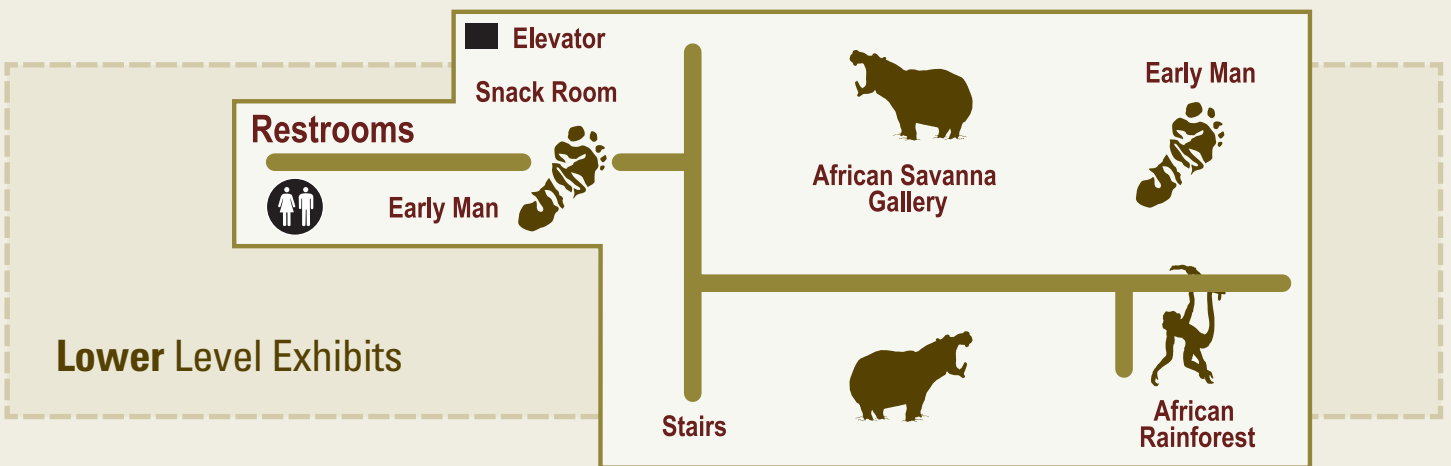 Elevator
Snack Room
Restrooms
Early Man
African Savanna
Gallery
Early Man
Lower Level Exhibits
Stairs
African
Rainforest